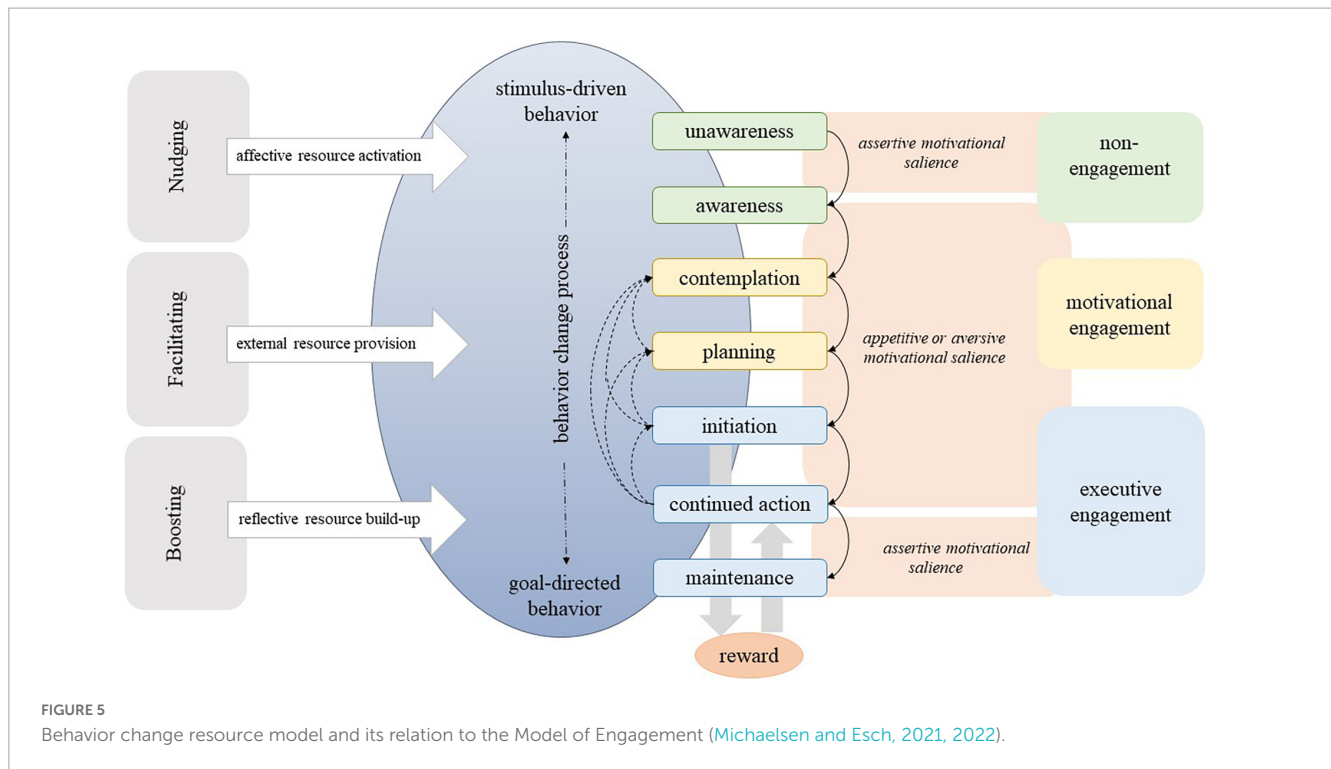 Nudging
affective resource activation
Facilitating
external resource provision
Boosting
reflective resource build-up
stimulus-driven
behavior
behavior change process
goal-directed
behavior
unawareness
awareness
contemplation
planning
initiation
continued action
maintenance
reward
assertive motivational
salience
appetitive or aversive
motivational salience
assertive motivational
salience
non-
engagement
motivational
engagement
executive
engagement
FIGURE 5
Behavior change resource model and its relation to the Model of Engagement (Michaelsen and Esch, 2021, 2022).